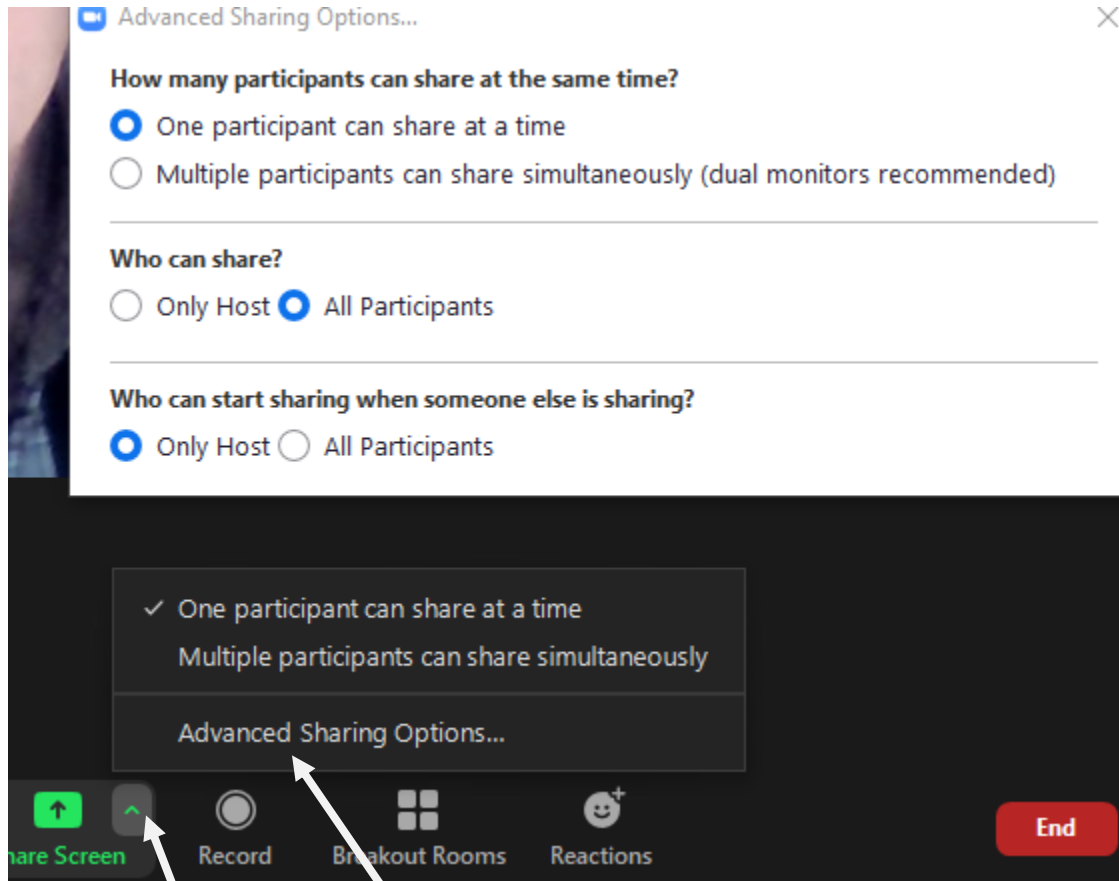 Advanced Sharing Options...
How many participants can share at the same time?
One participant can share at a time
Multiple participants can share simultaneously (dual monitors recommended)
Who can share?
Only Host All Participants
Who can start sharing when someone else is sharing?
Only Host All Participants
One participant can share at a time
Multiple participants can share simultaneously
Advanced Sharing Options...
hare Screen Record Breakout Rooms Reactions End